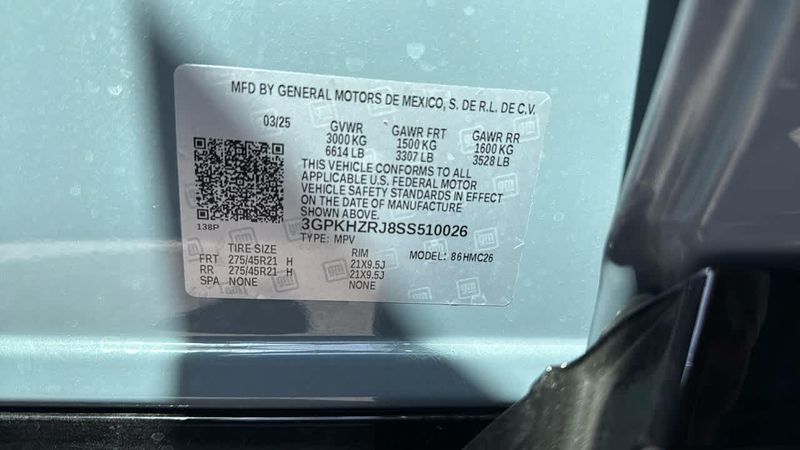 MFD BY GENERAL MOTORS DE MEXICO, S. DE R.L. DE C.V.
03/25 GVWR GAWR FRT GAWR RR
3000 KG 1500 KG 1600 KG
6614 LB 3307 LB 3528 LB
THIS VEHICLE CONFORMS TO ALL
APPLICABLE U.S. FEDERAL MOTOR
VEHICLE SAFETY STANDARDS IN EFFECT
ON THE DATE OF MANUFACTURE
SHOWN ABOVE.
138P 3GPKHZRJ8SS510026
TYPE: MPV MODEL: 86HMC26
TIRE SIZE RIM
FRT 275/45R21 H 21X9.5J
RR 275/45R21 H 21X9.5J
SPA NONE NONE